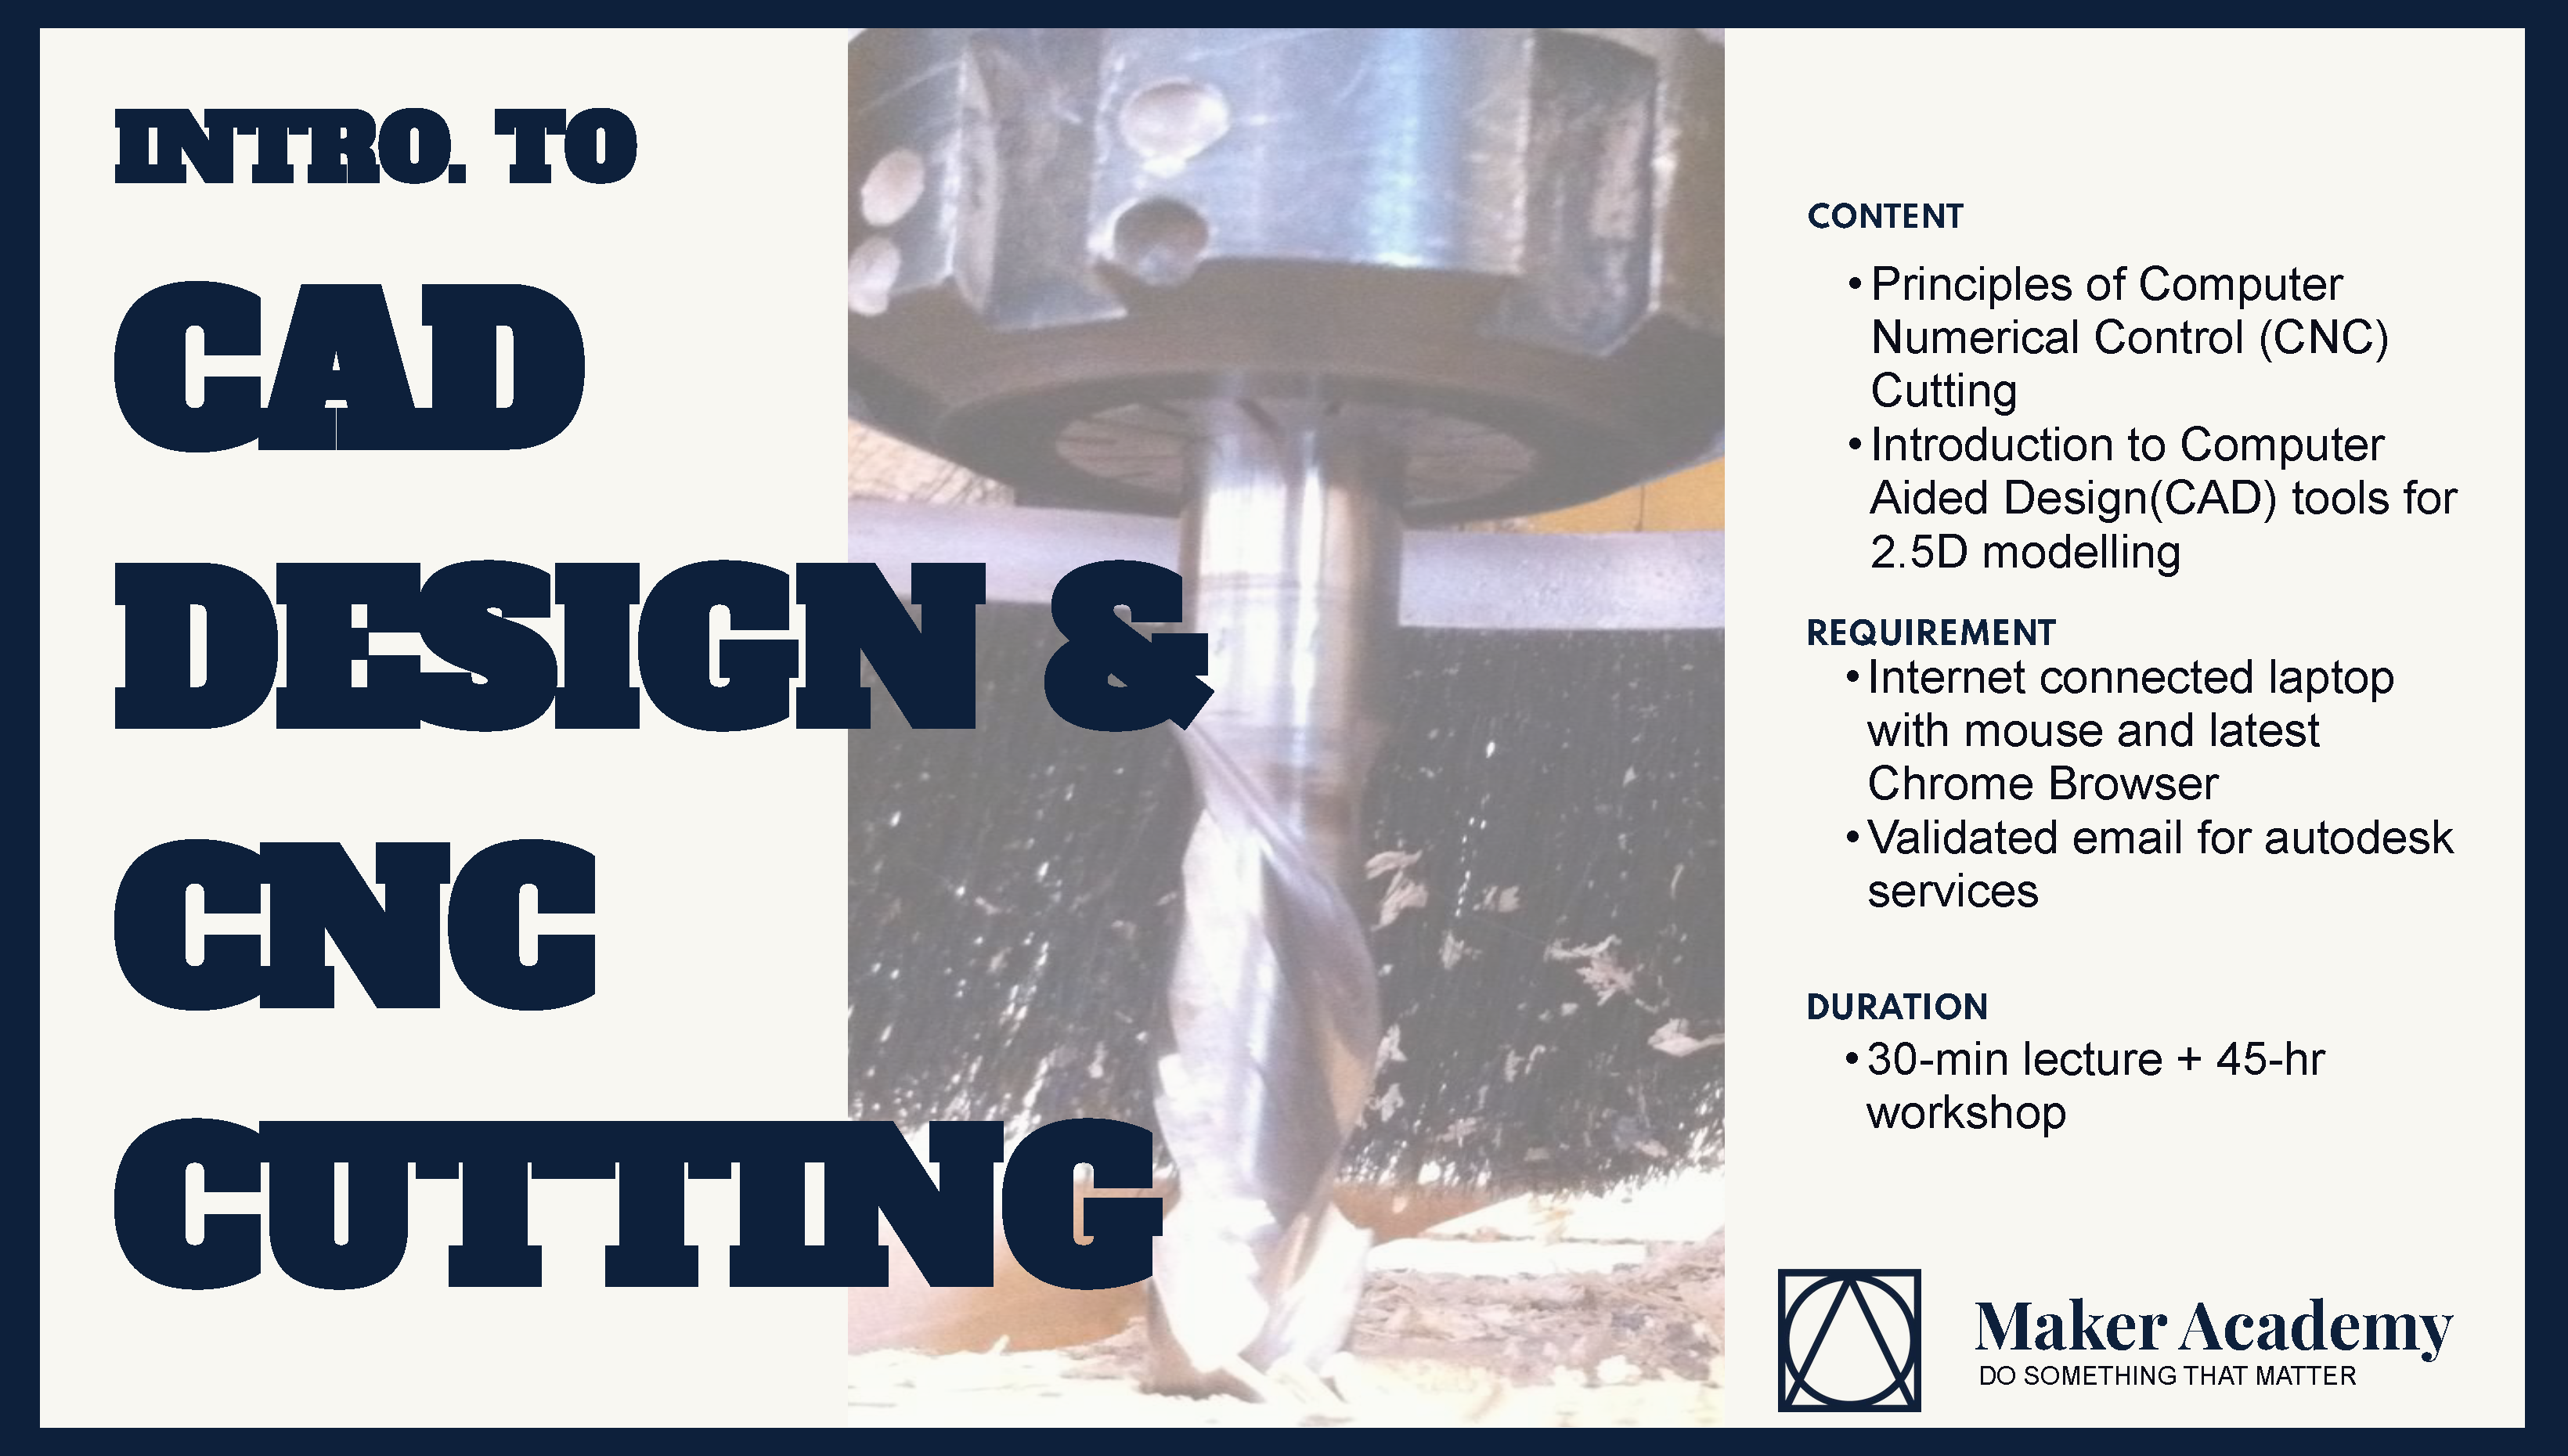 INTRO. TO
CAD
DESIGN &
CNC
CUTTING
CONTENT
• Principles of Computer
Numerical Control (CNC)
Cutting
• Introduction to Computer
Aided Design(CAD) tools for
2.5D modelling
REQUIREMENT
• Internet connected laptop
with mouse and latest
Chrome Browser
• Validated email for autodesk
services
DURATION
• 30-min lecture + 45-hr
workshop
Maker Academy
DO SOMETHING THAT MATTER